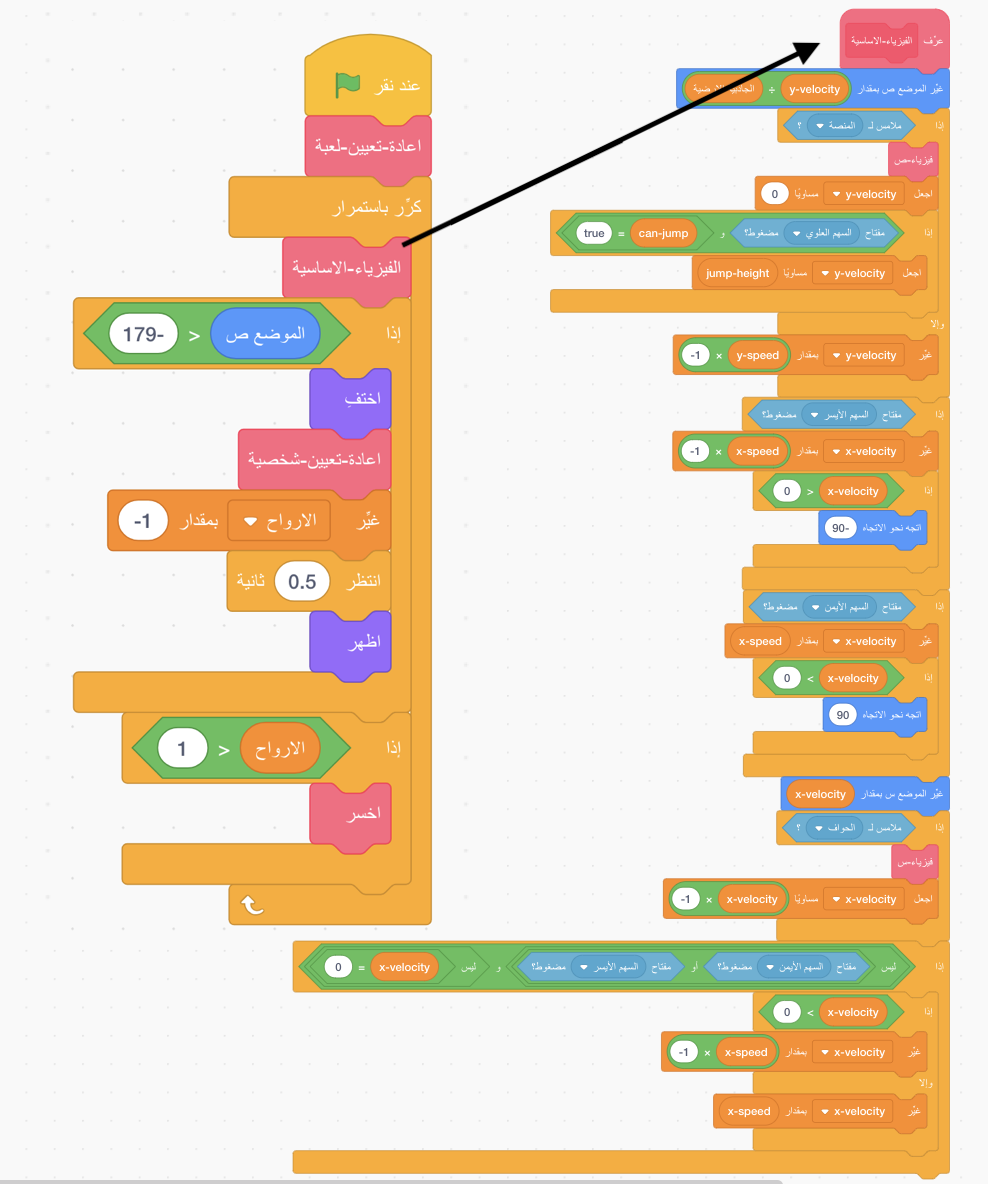 عند نقر
اعادة-تعيين-لعبة
كرِّر باستمرار
الفيزياء-الاساسية
إذا الموضع ص < 179-
اختفِ
اعادة-تعيين-شخصية
غيِّر الارواح بمقدار -1
انتظر 0.5 ثانية
اظهر
إذا الارواح < 1
اخسر
عرِّف الفيزياء-الاساسية
غيِّر الموضع ص بمقدار y-velocity ÷ الجاذبية الارضية
إذا ملامس لـ المنصة ؟
فيزياء-ص
اجعل y-velocity مساويًا 0
إذا مفتاح السهم العلوي مضغوط؟ و can-jump = true
اجعل y-velocity مساويًا jump-height
وإلا
غيِّر y-velocity بمقدار y-speed × -1
إذا مفتاح السهم الأيسر مضغوط؟
غيِّر x-velocity بمقدار x-speed × -1
إذا x-velocity < 0
اتجه نحو الاتجاه 90-
إذا مفتاح السهم الأيمن مضغوط؟
غيِّر x-velocity بمقدار x-speed
إذا x-velocity > 0
اتجه نحو الاتجاه 90
غيِّر الموضع س بمقدار x-velocity
إذا ملامس لـ الحواف ؟
فيزياء-س
اجعل x-velocity مساويًا x-velocity × -1
إذا ليس مفتاح السهم الأيمن مضغوط؟ أو مفتاح السهم الأيسر مضغوط؟ و ليس x-velocity = 0
إذا x-velocity > 0
غيِّر x-velocity بمقدار x-speed × -1
وإلا
غيِّر x-velocity بمقدار x-speed